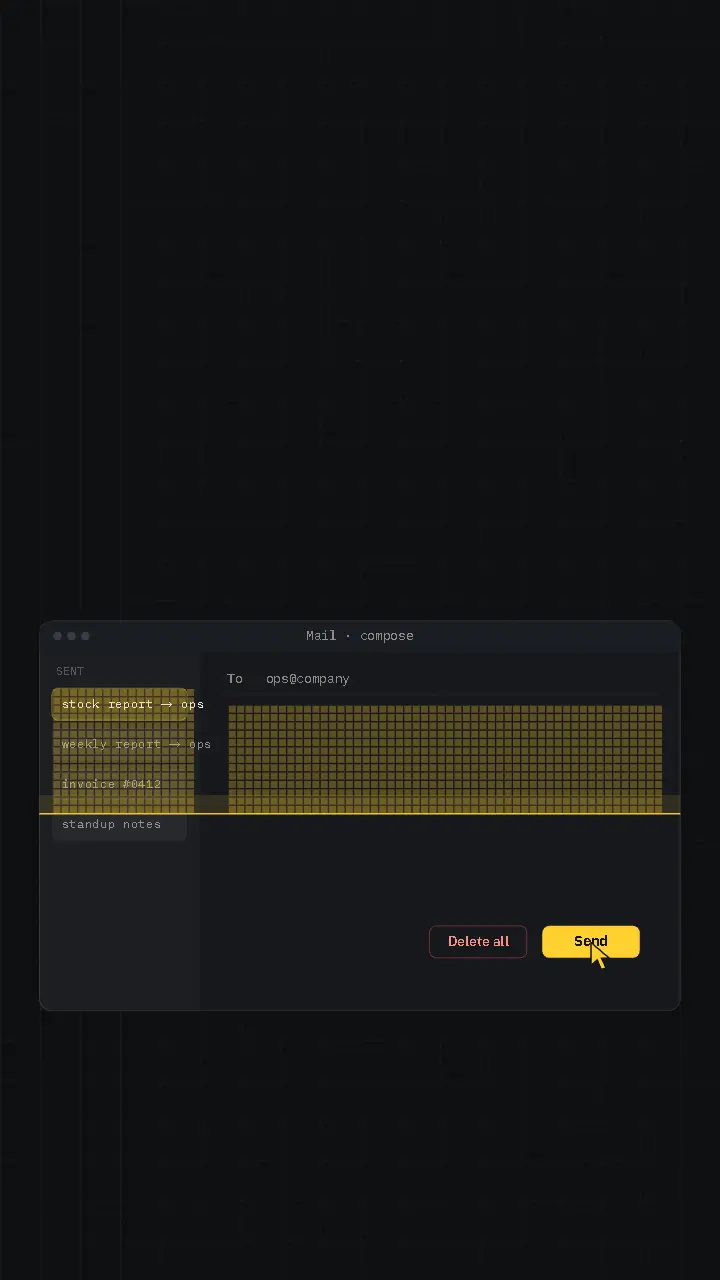 Mail · compose
SENT
stock report → ops
weekly report → ops
invoice #0412
standup notes
To ops@company
Delete all
Send